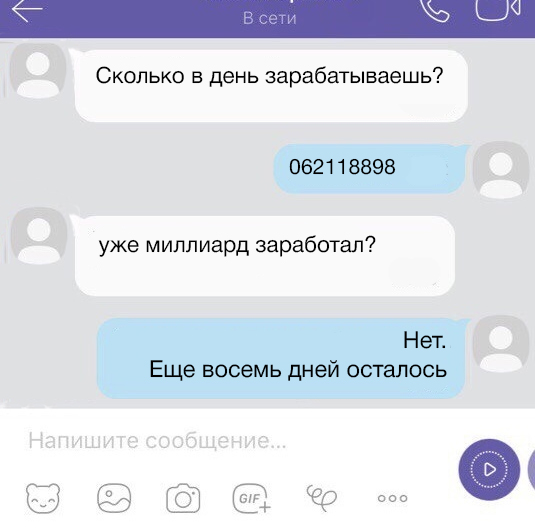 В сети
Сколько в день зарабатываешь?
062118898
уже миллиард заработал?
Нет.
Еще восемь дней осталось
Напишите сообщение...
GIF